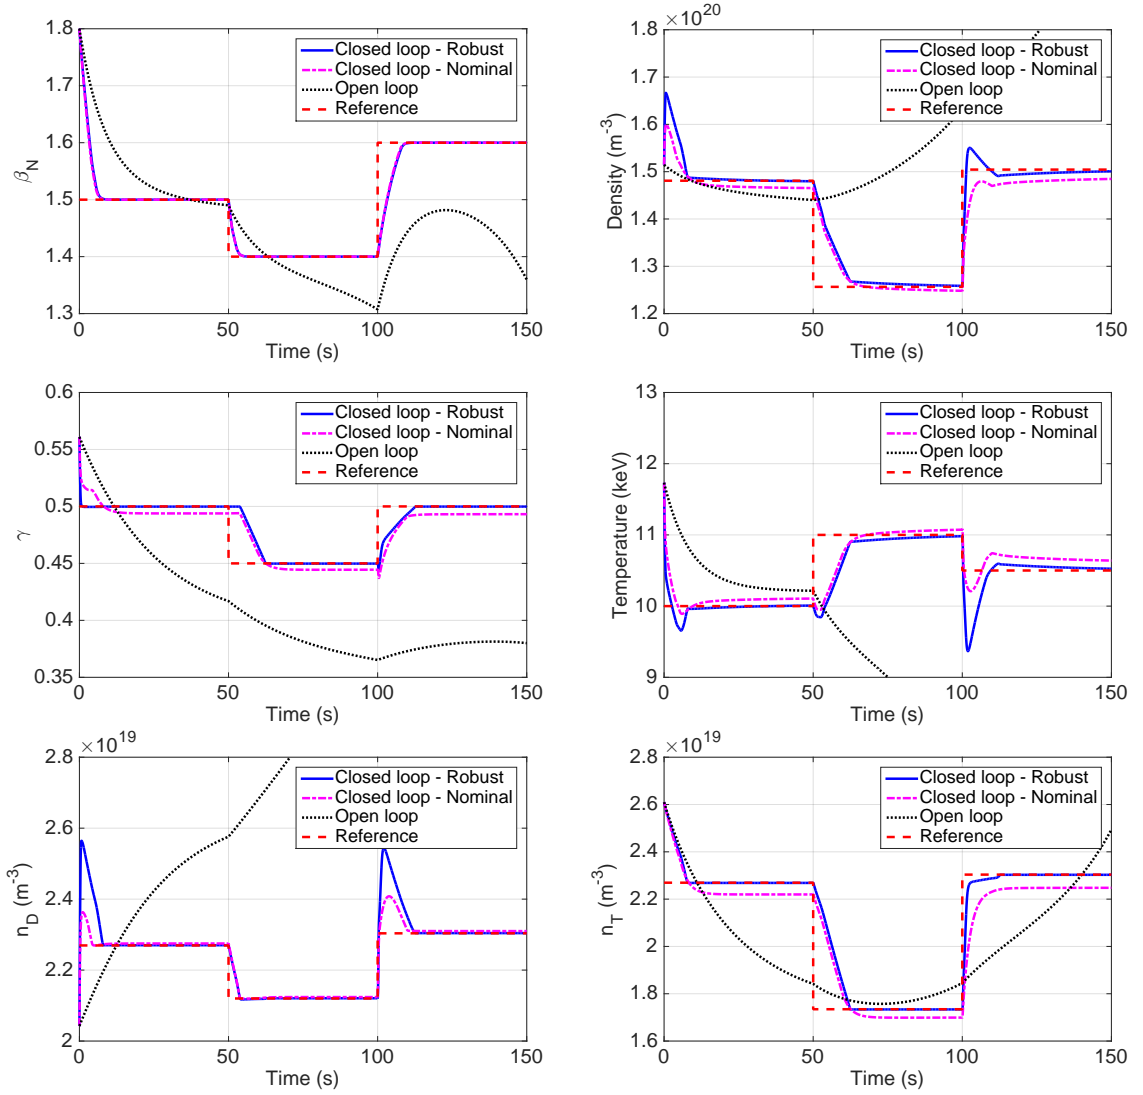 1.8
1.7
1.6
1.5
1.4
1.3
β_N
0
50
100
150
Time (s)
Closed loop - Robust
Closed loop - Nominal
Open loop
Reference
×10^20
1.8
1.7
1.6
1.5
1.4
1.3
1.2
Density (m^-3)
0
50
100
150
Time (s)
Closed loop - Robust
Closed loop - Nominal
Open loop
Reference
0.6
0.55
0.5
0.45
0.4
0.35
γ
0
50
100
150
Time (s)
Closed loop - Robust
Closed loop - Nominal
Open loop
Reference
13
12
11
10
9
Temperature (keV)
0
50
100
150
Time (s)
Closed loop - Robust
Closed loop - Nominal
Open loop
Reference
×10^19
2.8
2.6
2.4
2.2
2
n_D (m^-3)
0
50
100
150
Time (s)
Closed loop - Robust
Closed loop - Nominal
Open loop
Reference
×10^19
2.8
2.6
2.4
2.2
2
1.8
1.6
n_T (m^-3)
0
50
100
150
Time (s)
Closed loop - Robust
Closed loop - Nominal
Open loop
Reference